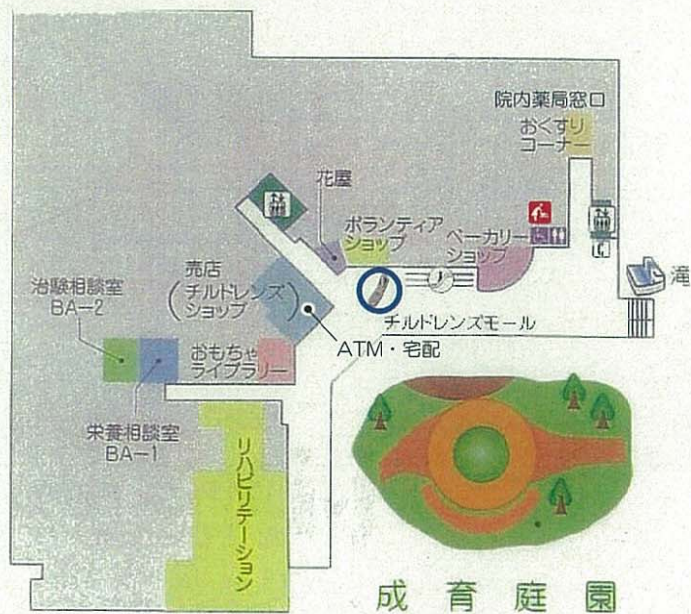 院内薬局窓口
おくすり
コーナー
花屋
ボランティア
ショップ
ベーカリー
ショップ
滝
売店
(チルドレンズ
ショップ)
治験相談室
BA-2
チルドレンズモール
ATM・宅配
おもちゃ
ライブラリー
栄養相談室
BA-1
リハビリテーション
成育庭園